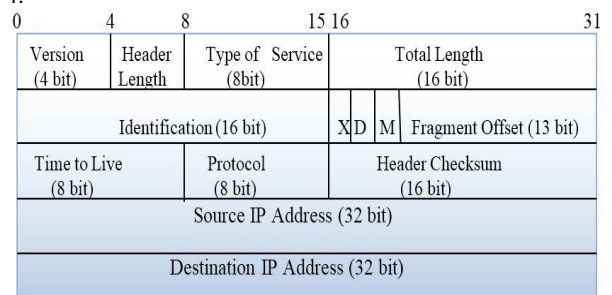 0 4 8 15 16 31
Version Header Type of Service Total Length
(4 bit) Length (8bit) (16 bit)
Identification (16 bit) X D M Fragment Offset (13 bit)
Time to Live Protocol Header Checksum
(8 bit) (8 bit) (16 bit)
Source IP Address (32 bit)
Destination IP Address (32 bit)